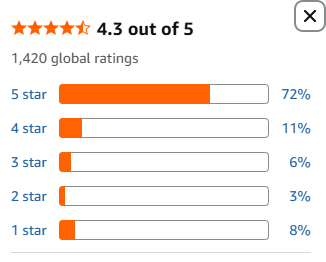 4.3 out of 5
1,420 global ratings
5 star 72%
4 star 11%
3 star 6%
2 star 3%
1 star 8%